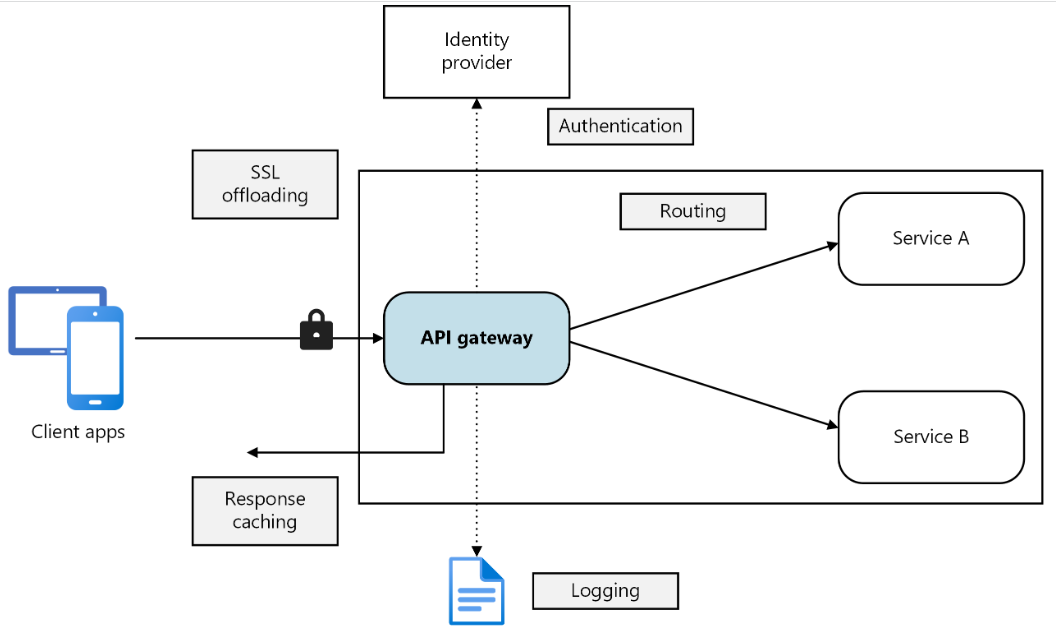 Identity
provider
Authentication
SSL
offloading
Routing
Service A
API gateway
Client apps
Service B
Response
caching
Logging